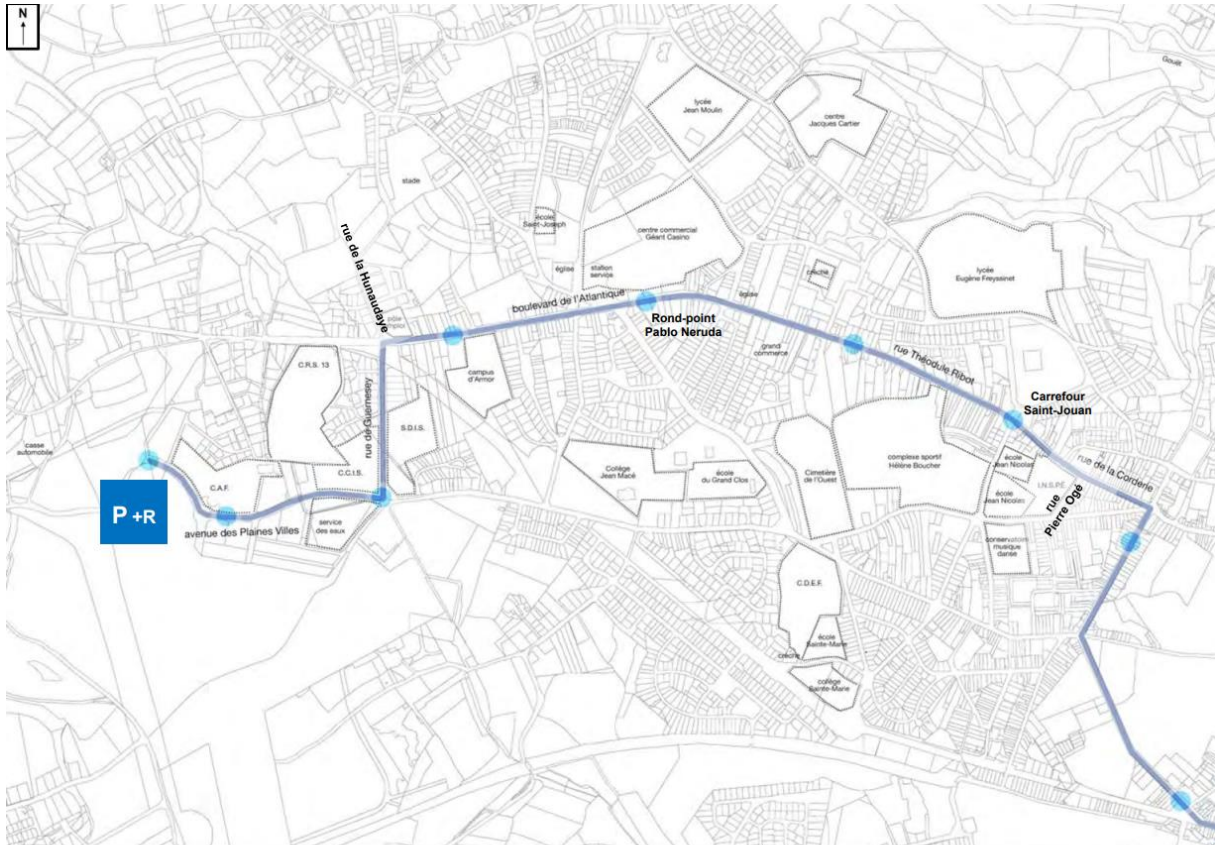 N
Gouët
lycée
Jean Moulin
centre
Jacques Cartier
stade
école
Saint-Joseph
centre commercial
Géant Casino
rue de la Hunaudaye
église
station
service
crèche
lycée
Eugène Freyssinet
boulevard de l'Atlantique
église
Rond-point
Pablo Neruda
grand
commerce
rue Théodule Ribot
C.R.S. 13
campus
d'Armor
Carrefour
Saint-Jouan
rue de Guernesey
S.D.I.S.
casse
automobile
C.C.I.S.
Collège
Jean Macé
école
du Grand Clos
Cimetière
de l'Ouest
complexe sportif
Hélène Boucher
école
Jean Nicolas
rue de la Corderie
C.A.F.
I.N.S.P.É.
école
Jean Nicolas
rue
Pierre Ogé
P +R
avenue des Plaines Villes
service
des eaux
conservatoire
musique
danse
C.D.E.F.
école
Sainte-Marie
crèche
collège
Sainte-Marie